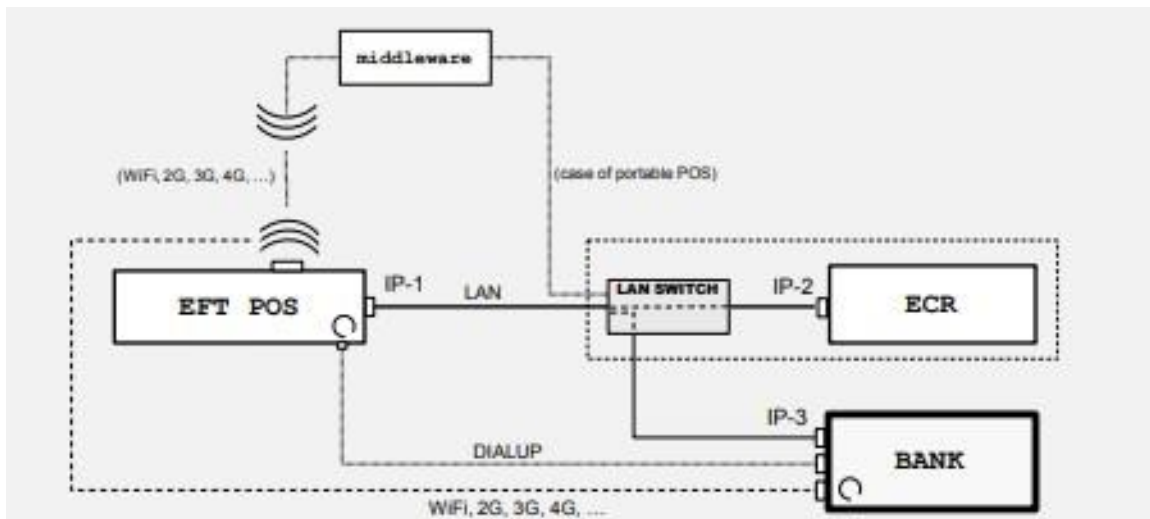 middleware
(WiFi, 2G, 3G, 4G, ...)
(case of portable POS)
EFT POS
IP-1
LAN
LAN SWITCH
IP-2
ECR
IP-3
DIALUP
BANK
WiFi, 2G, 3G, 4G, ...